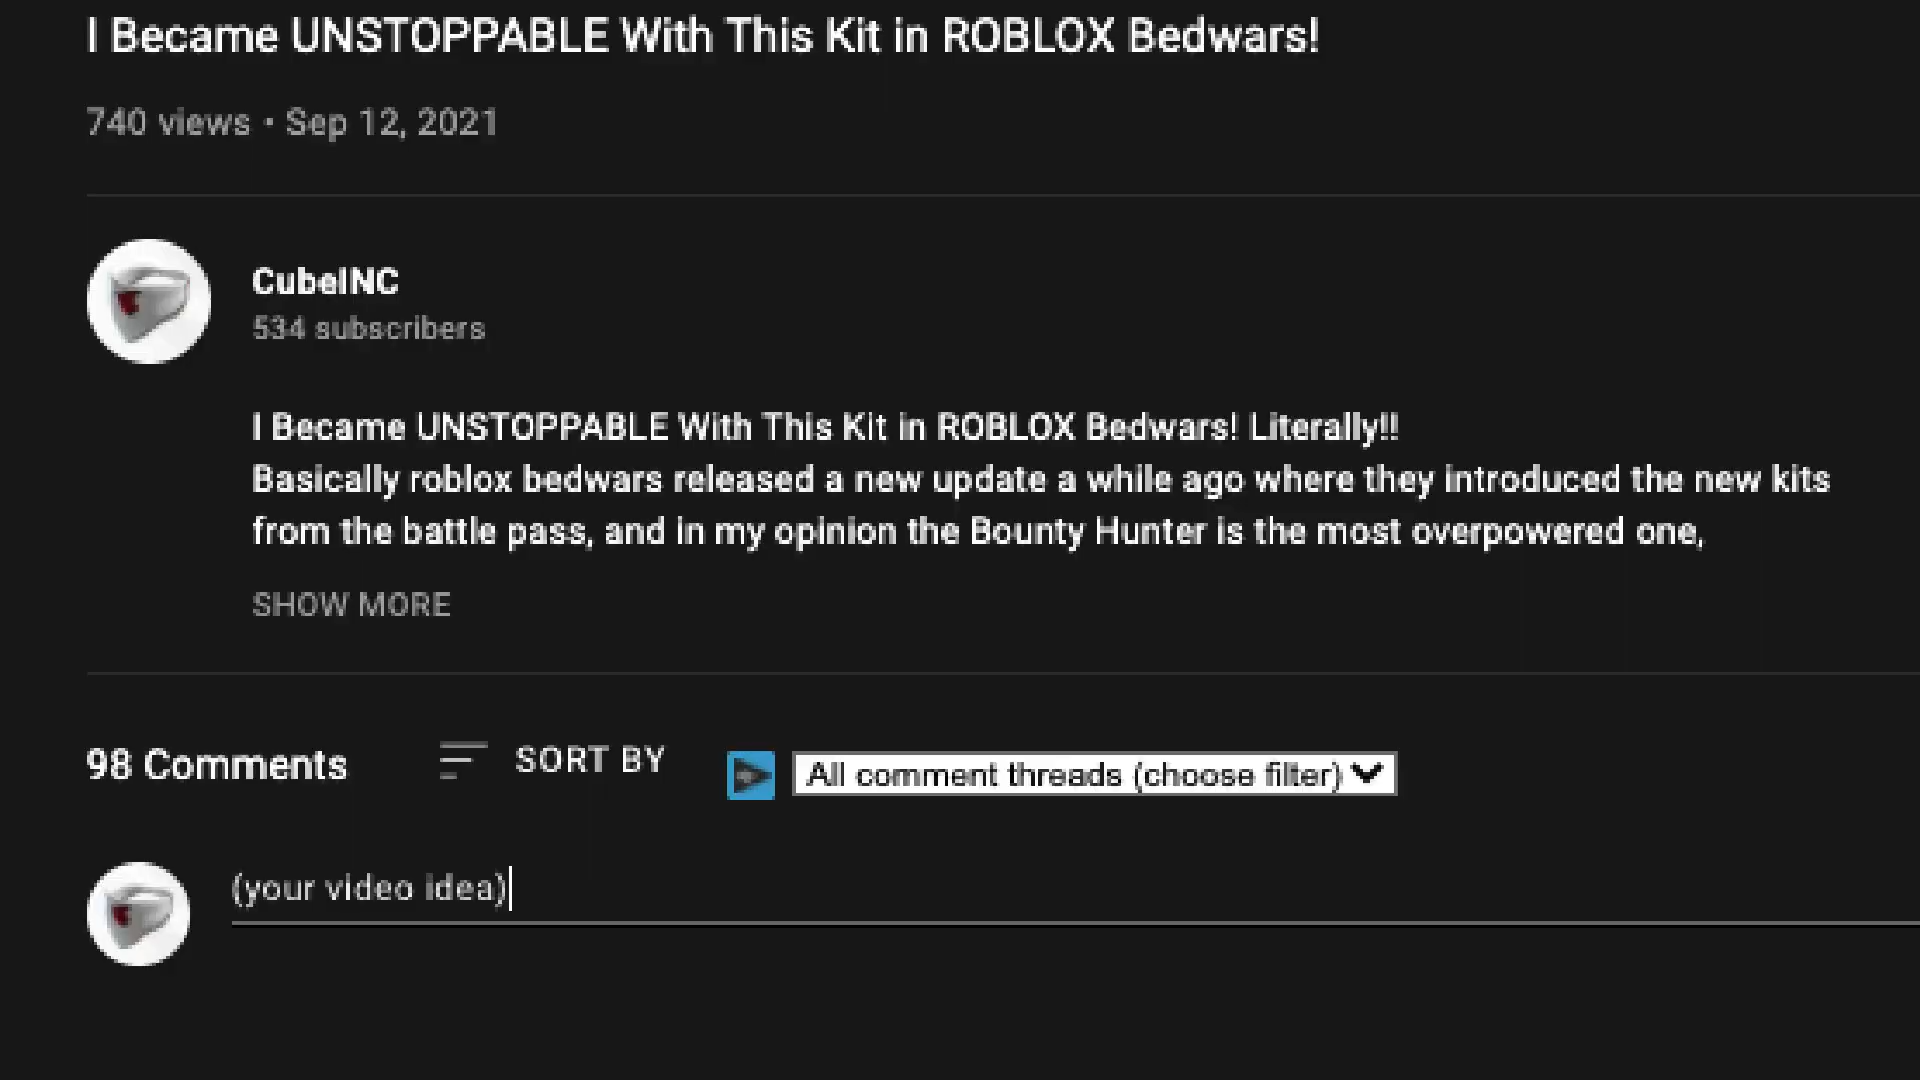 I Became UNSTOPPABLE With This Kit in ROBLOX Bedwars!
740 views • Sep 12, 2021
CubeINC
534 subscribers
I Became UNSTOPPABLE With This Kit in ROBLOX Bedwars! Literally!!
Basically roblox bedwars released a new update a while ago where they introduced the new kits
from the battle pass, and in my opinion the Bounty Hunter is the most overpowered one,
SHOW MORE
98 Comments SORT BY All comment threads (choose filter)
(your video idea)